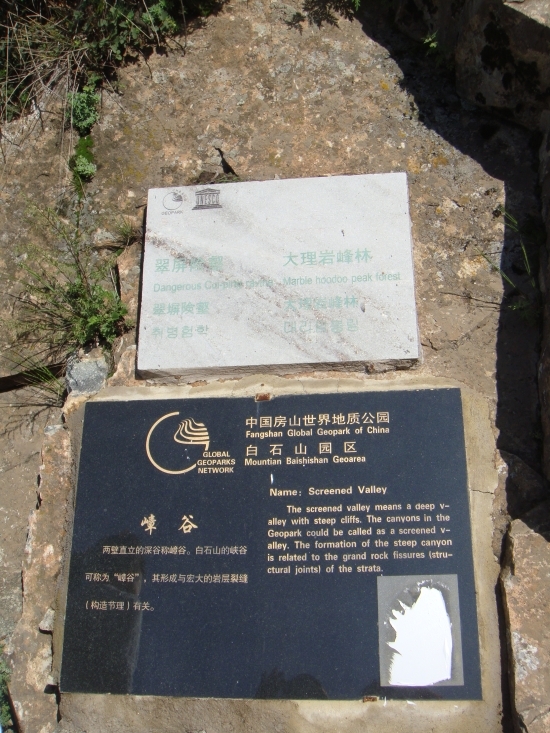 GEOPARK
UNESCO
翠屏 大理岩峰林
Dangerous Marble hoodoo peak forest
中国房山世界地质公园
Fangshan Global Geopark of China
GLOBAL
GEOPARKS
NETWORK
白石山园区
Mountian Baishishan Geoarea
嶂谷
两壁直立的深谷称嶂谷。白石山的峡谷
可称为“嶂谷”，其形成与宏大的岩层裂缝
（构造节理）有关。
Name: Screened Valley
The screened valley means a deep v-
alley with steep cliffs. The canyons in the
Geopark could be called as a screened v-
alley. The formation of the steep canyon
is related to the grand rock fissures (stru-
ctural joints) of the strata.